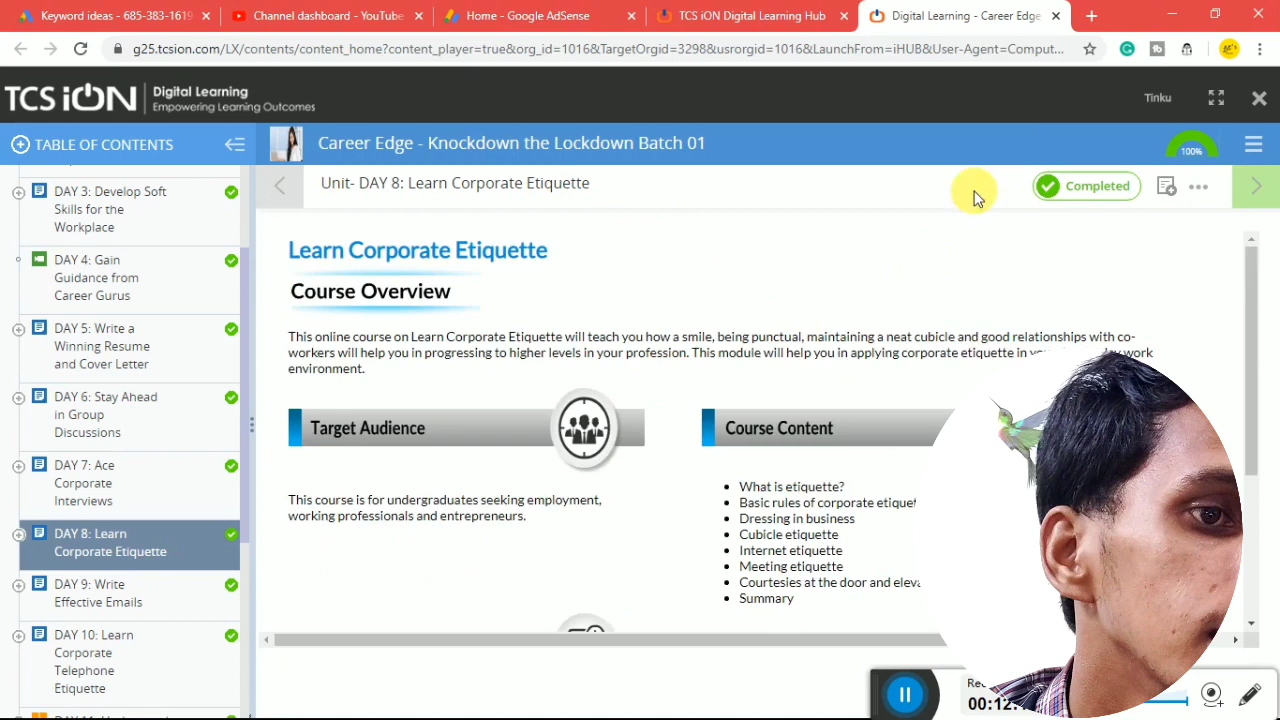 Keyword ideas - 685-383-1619
Channel dashboard - YouTube
Home - Google AdSense
TCS iON Digital Learning Hub
Digital Learning - Career Edge
g25.tcsion.com/LX/contents/content_home?content_player=true&org_id=1016&TargetOrgid=3298&usrorgid=1016&LaunchFrom=iHUB&User-Agent=Comput...
TCS iON
Digital Learning
Empowering Learning Outcomes
Tinku
TABLE OF CONTENTS
Career Edge - Knockdown the Lockdown Batch 01
100%
DAY 3: Develop Soft
Skills for the
Workplace
DAY 4: Gain
Guidance from
Career Gurus
DAY 5: Write a
Winning Resume
and Cover Letter
DAY 6: Stay Ahead
in Group
Discussions
DAY 7: Ace
Corporate
Interviews
DAY 8: Learn
Corporate Etiquette
DAY 9: Write
Effective Emails
DAY 10: Learn
Corporate
Telephone
Etiquette
Unit- DAY 8: Learn Corporate Etiquette
Completed
Learn Corporate Etiquette
Course Overview
This online course on Learn Corporate Etiquette will teach you how a smile, being punctual, maintaining a neat cubicle and good relationships with co-
workers will help you in progressing to higher levels in your profession. This module will help you in applying corporate etiquette in work
environment.
Target Audience
This course is for undergraduates seeking employment,
working professionals and entrepreneurs.
Course Content
What is etiquette?
Basic rules of corporate
Dressing in business
Cubicle etiquette
Internet etiquette
Meeting etiquette
Courtesies at the door and
Summary